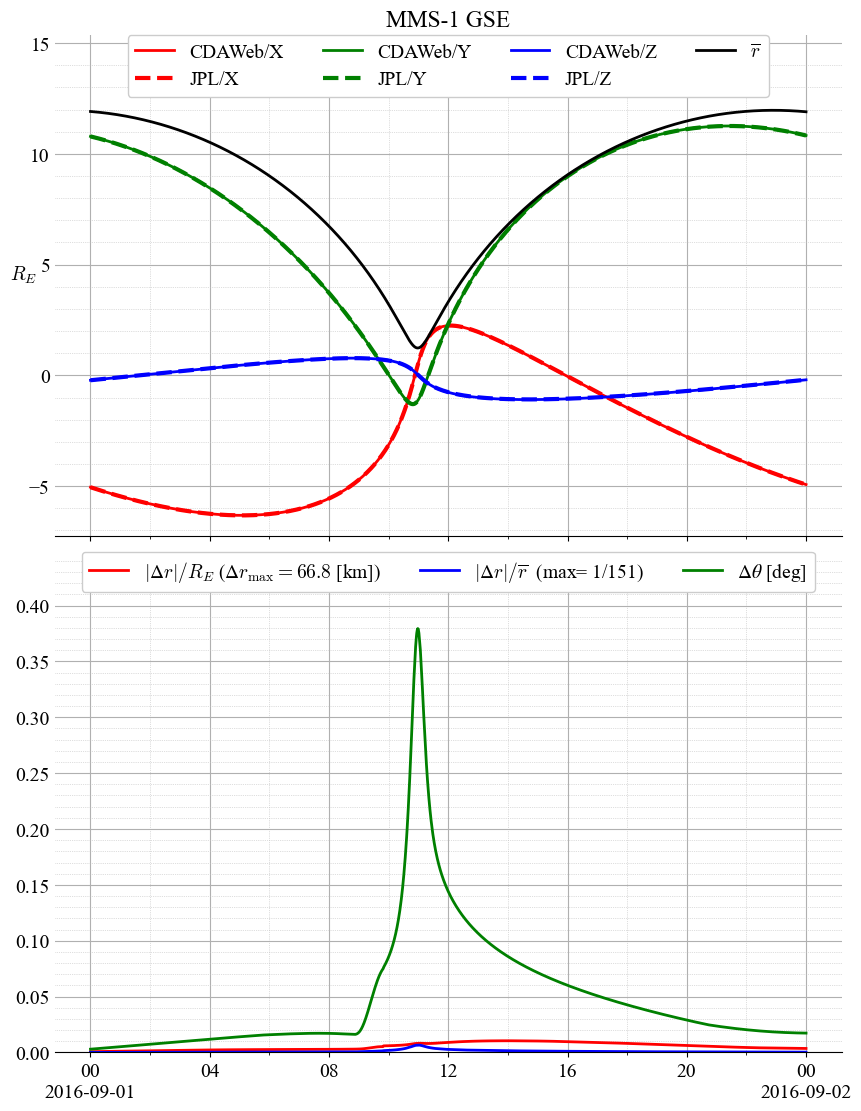 MMS-1 GSE
CDAWeb/X CDAWeb/Y CDAWeb/Z r̅
JPL/X JPL/Y JPL/Z
15
10
R_E
5
0
−5
|Δr|/R_E (Δr_max = 66.8 [km]) |Δr|/r̅ (max= 1/151) Δθ [deg]
0.40
0.35
0.30
0.25
0.20
0.15
0.10
0.05
0.00
00 04 08 12 16 20 00
2016-09-01 2016-09-02